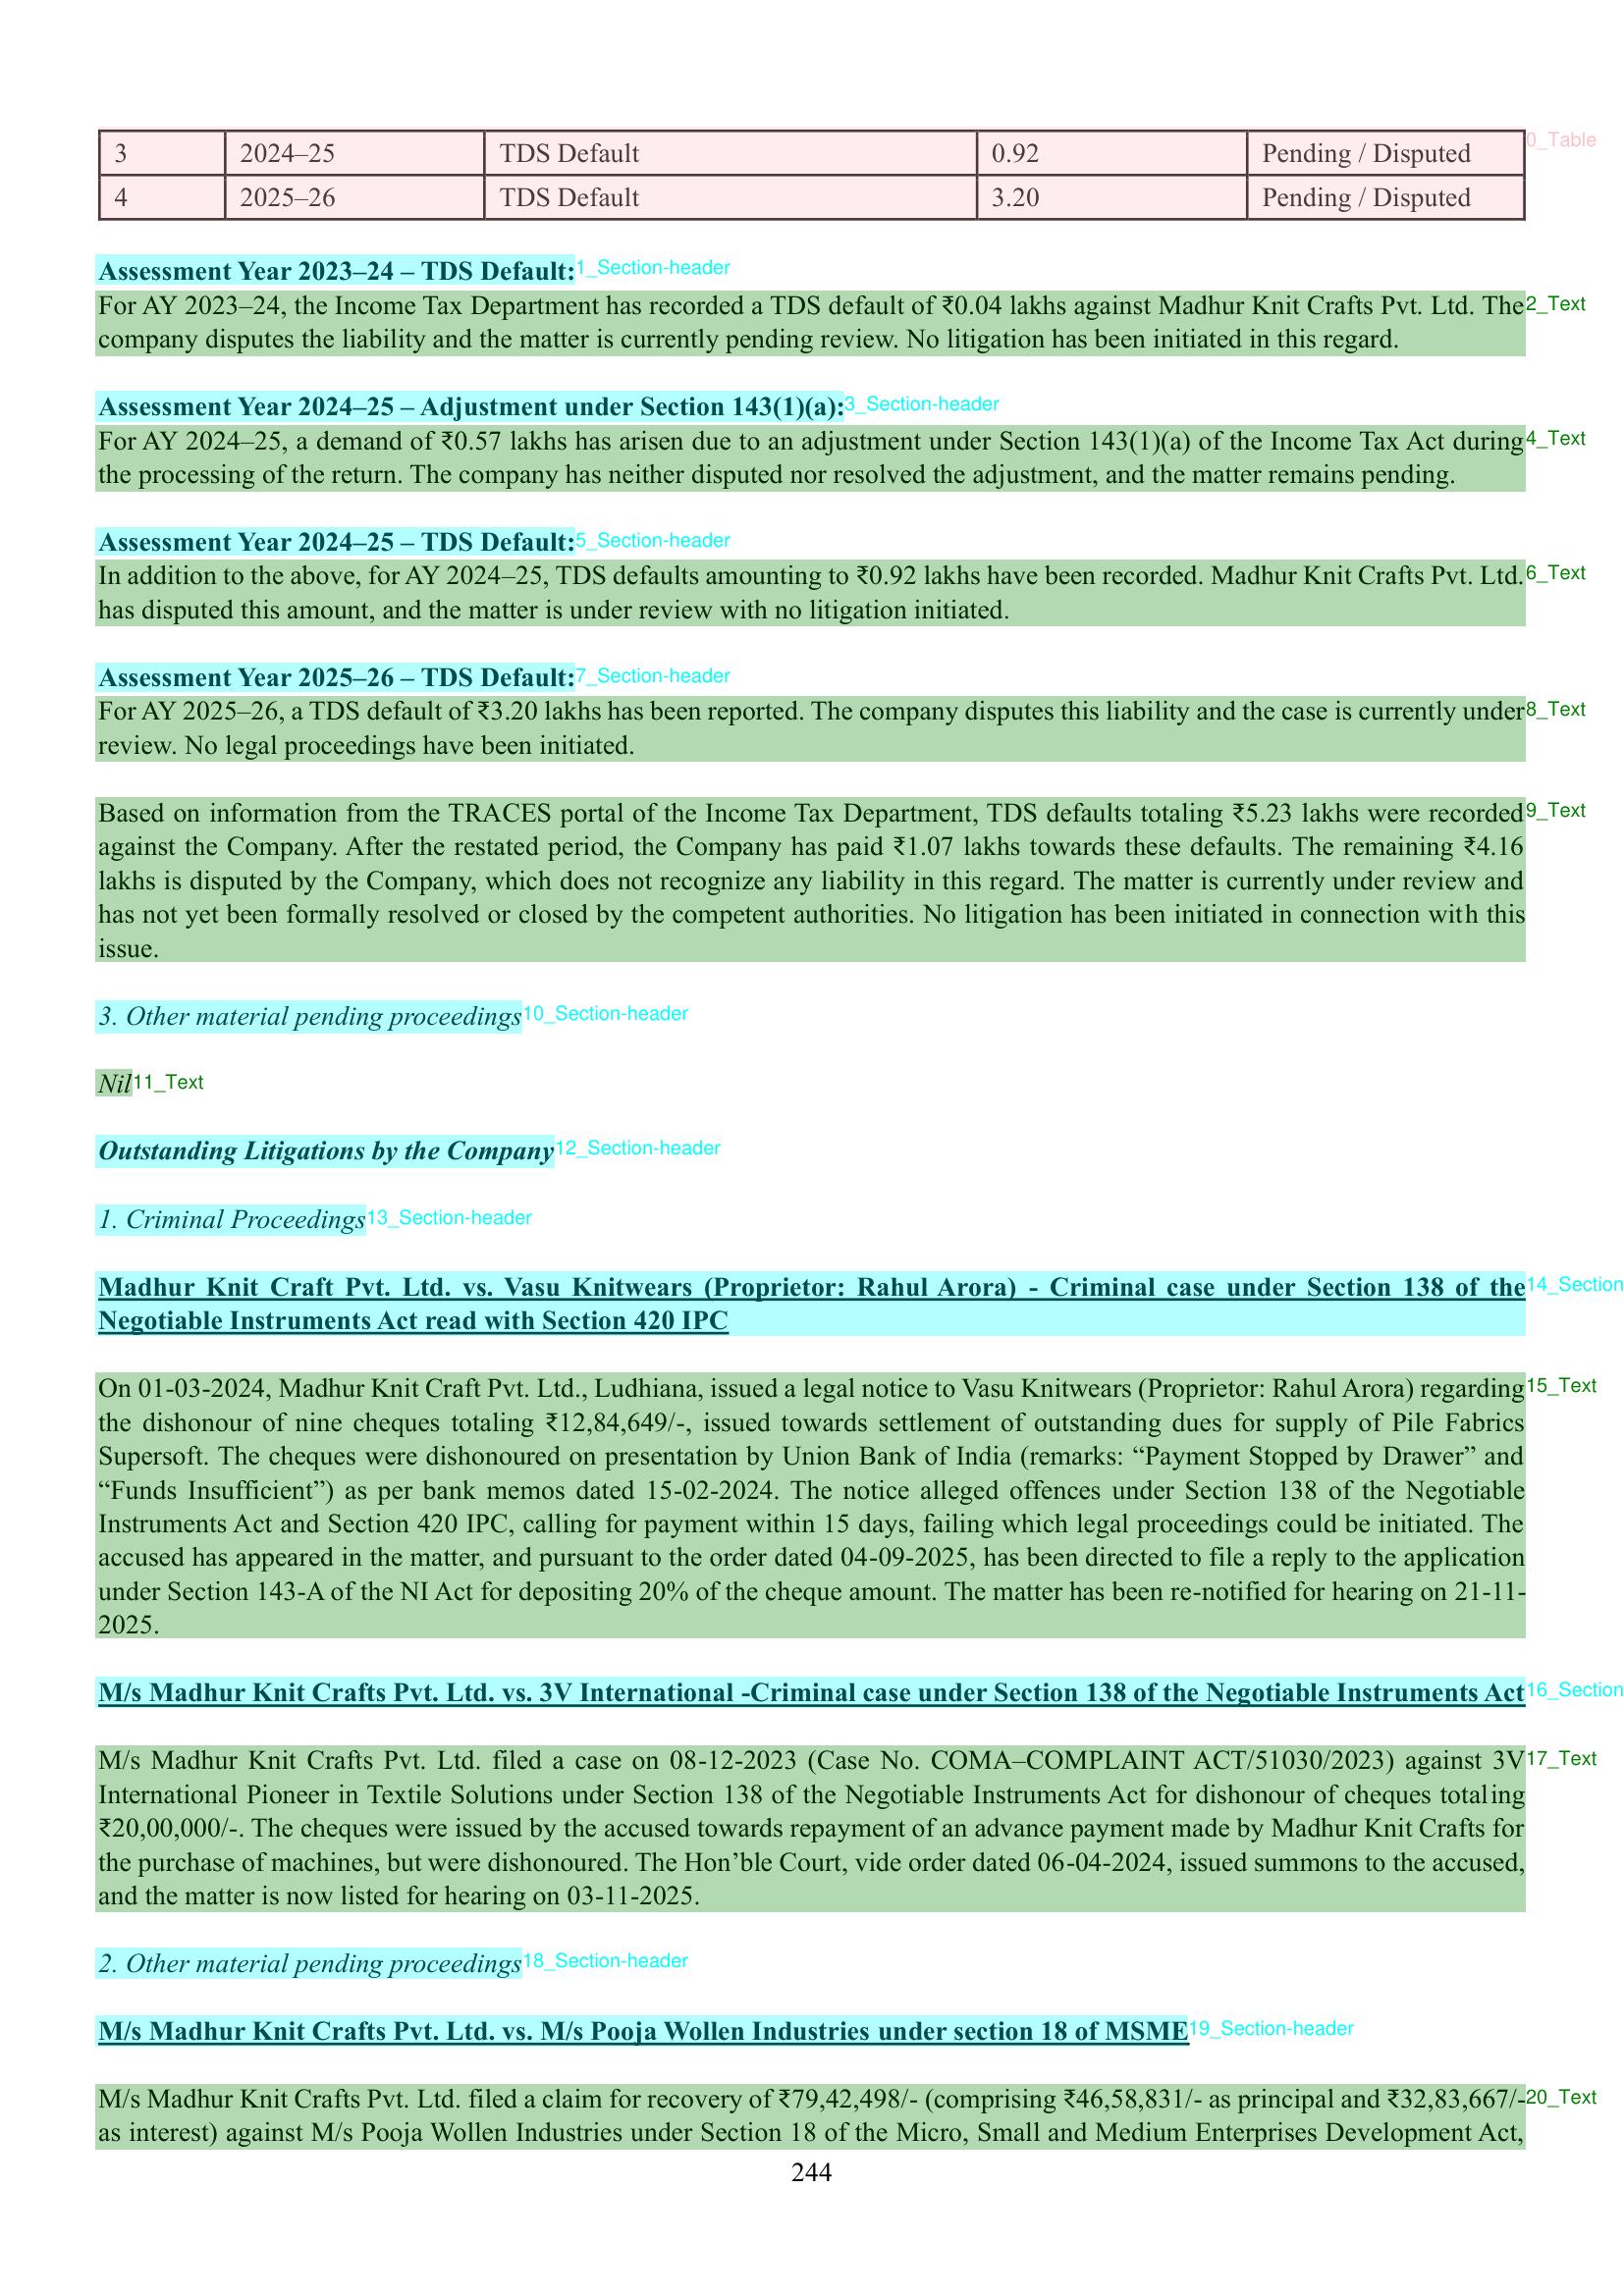 3 2024–25 TDS Default 0.92 Pending / Disputed
0_Table
4 2025–26 TDS Default 3.20 Pending / Disputed
Assessment Year 2023–24 – TDS Default:
1_Section-header
For AY 2023–24, the Income Tax Department has recorded a TDS default of ₹0.04 lakhs against Madhur Knit Crafts Pvt. Ltd. The
2_Text
company disputes the liability and the matter is currently pending review. No litigation has been initiated in this regard.
Assessment Year 2024–25 – Adjustment under Section 143(1)(a):
3_Section-header
For AY 2024–25, a demand of ₹0.57 lakhs has arisen due to an adjustment under Section 143(1)(a) of the Income Tax Act during
4_Text
the processing of the return. The company has neither disputed nor resolved the adjustment, and the matter remains pending.
Assessment Year 2024–25 – TDS Default:
5_Section-header
In addition to the above, for AY 2024–25, TDS defaults amounting to ₹0.92 lakhs have been recorded. Madhur Knit Crafts Pvt. Ltd.
6_Text
has disputed this amount, and the matter is under review with no litigation initiated.
Assessment Year 2025–26 – TDS Default:
7_Section-header
For AY 2025–26, a TDS default of ₹3.20 lakhs has been reported. The company disputes this liability and the case is currently under
8_Text
review. No legal proceedings have been initiated.
Based on information from the TRACES portal of the Income Tax Department, TDS defaults totaling ₹5.23 lakhs were recorded
9_Text
against the Company. After the restated period, the Company has paid ₹1.07 lakhs towards these defaults. The remaining ₹4.16
lakhs is disputed by the Company, which does not recognize any liability in this regard. The matter is currently under review and
has not yet been formally resolved or closed by the competent authorities. No litigation has been initiated in connection with this
issue.
3. Other material pending proceedings
10_Section-header
Nil
11_Text
Outstanding Litigations by the Company
12_Section-header
1. Criminal Proceedings
13_Section-header
Madhur Knit Craft Pvt. Ltd. vs. Vasu Knitwears (Proprietor: Rahul Arora) - Criminal case under Section 138 of the
14_Section
Negotiable Instruments Act read with Section 420 IPC
On 01-03-2024, Madhur Knit Craft Pvt. Ltd., Ludhiana, issued a legal notice to Vasu Knitwears (Proprietor: Rahul Arora) regarding
15_Text
the dishonour of nine cheques totaling ₹12,84,649/-, issued towards settlement of outstanding dues for supply of Pile Fabrics
Supersoft. The cheques were dishonoured on presentation by Union Bank of India (remarks: “Payment Stopped by Drawer” and
“Funds Insufficient”) as per bank memos dated 15-02-2024. The notice alleged offences under Section 138 of the Negotiable
Instruments Act and Section 420 IPC, calling for payment within 15 days, failing which legal proceedings could be initiated. The
accused has appeared in the matter, and pursuant to the order dated 04-09-2025, has been directed to file a reply to the application
under Section 143-A of the NI Act for depositing 20% of the cheque amount. The matter has been re-notified for hearing on 21-11-
2025.
M/s Madhur Knit Crafts Pvt. Ltd. vs. 3V International -Criminal case under Section 138 of the Negotiable Instruments Act
16_Section
M/s Madhur Knit Crafts Pvt. Ltd. filed a case on 08-12-2023 (Case No. COMA–COMPLAINT ACT/51030/2023) against 3V
17_Text
International Pioneer in Textile Solutions under Section 138 of the Negotiable Instruments Act for dishonour of cheques totaling
₹20,00,000/-. The cheques were issued by the accused towards repayment of an advance payment made by Madhur Knit Crafts for
the purchase of machines, but were dishonoured. The Hon’ble Court, vide order dated 06-04-2024, issued summons to the accused,
and the matter is now listed for hearing on 03-11-2025.
2. Other material pending proceedings
18_Section-header
M/s Madhur Knit Crafts Pvt. Ltd. vs. M/s Pooja Wollen Industries under section 18 of MSME
19_Section-header
M/s Madhur Knit Crafts Pvt. Ltd. filed a claim for recovery of ₹79,42,498/- (comprising ₹46,58,831/- as principal and ₹32,83,667/-
20_Text
as interest) against M/s Pooja Wollen Industries under Section 18 of the Micro, Small and Medium Enterprises Development Act,
244